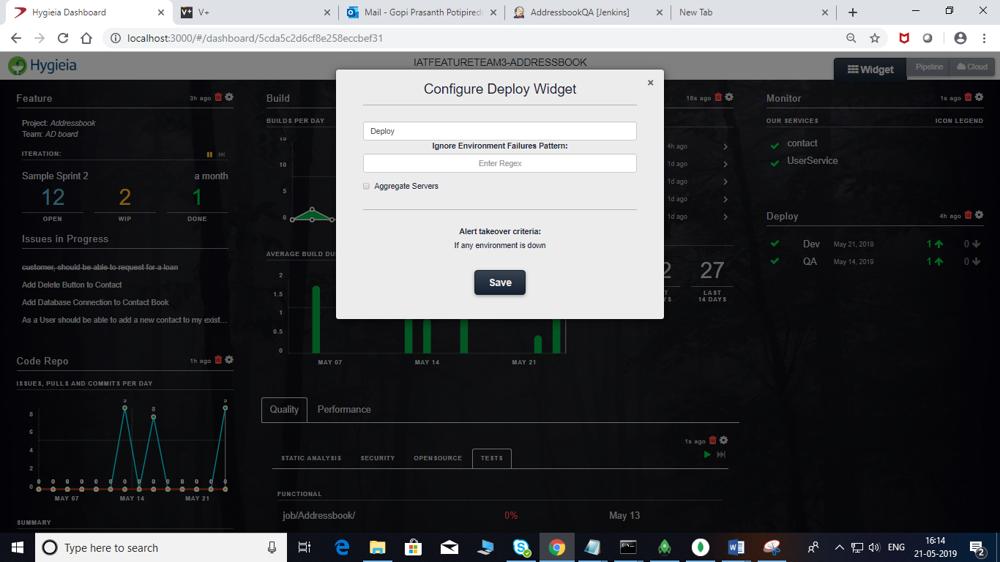 Hygieia Dashboard
V+
V+
Mail - Gopi Prasanth Potipiredd
AddressbookQA [Jenkins]
New Tab
localhost:3000/#/dashboard/5cda5c2d6cf8e258eccbef31
Hygieia
IATFEATURETEAM3-ADDRESSBOOK
Widget
Pipeline
Cloud
Feature
3h ago
Project: Addressbook
Team: AD board
ITERATION:
Sample Sprint 2
a month
12
2
1
OPEN
WIP
DONE
Issues in Progress
customer, should be able to request for a loan
Add Delete Button to Contact
Add Database Connection to Contact Book
As a User should be able to add a new contact to my exist...
Code Repo
1h ago
ISSUES, PULLS AND COMMITS PER DAY
8
8
6
4
2
0
0 0 0 0 0 0 0 0 0 0 0 0 0 0
MAY 07
MAY 14
MAY 21
SUMMARY
Build
BUILDS PER DAY
15
10
5
0
AVERAGE BUILD DU
2
1.5
1
0.5
0
MAY 07
MAY 14
MAY 21
Configure Deploy Widget
×
Deploy
Ignore Environment Failures Pattern:
Enter Regex
Aggregate Servers
Alert takeover criteria:
If any environment is down
Save
16s ago
4h ago
1d ago
1d ago
1d ago
1d ago
2
27
LAST
14 DAYS
Quality
Performance
1s ago
STATIC ANALYSIS
SECURITY
OPENSOURCE
TESTS
FUNCTIONAL
job/Addressbook/
0%
May 13
Monitor
1s ago
OUR SERVICES
ICON LEGEND
contact
UserService
Deploy
4h ago
Dev
May 21, 2019
1
0
QA
May 14, 2019
1
0
Type here to search
ENG
16:14
21-05-2019
2